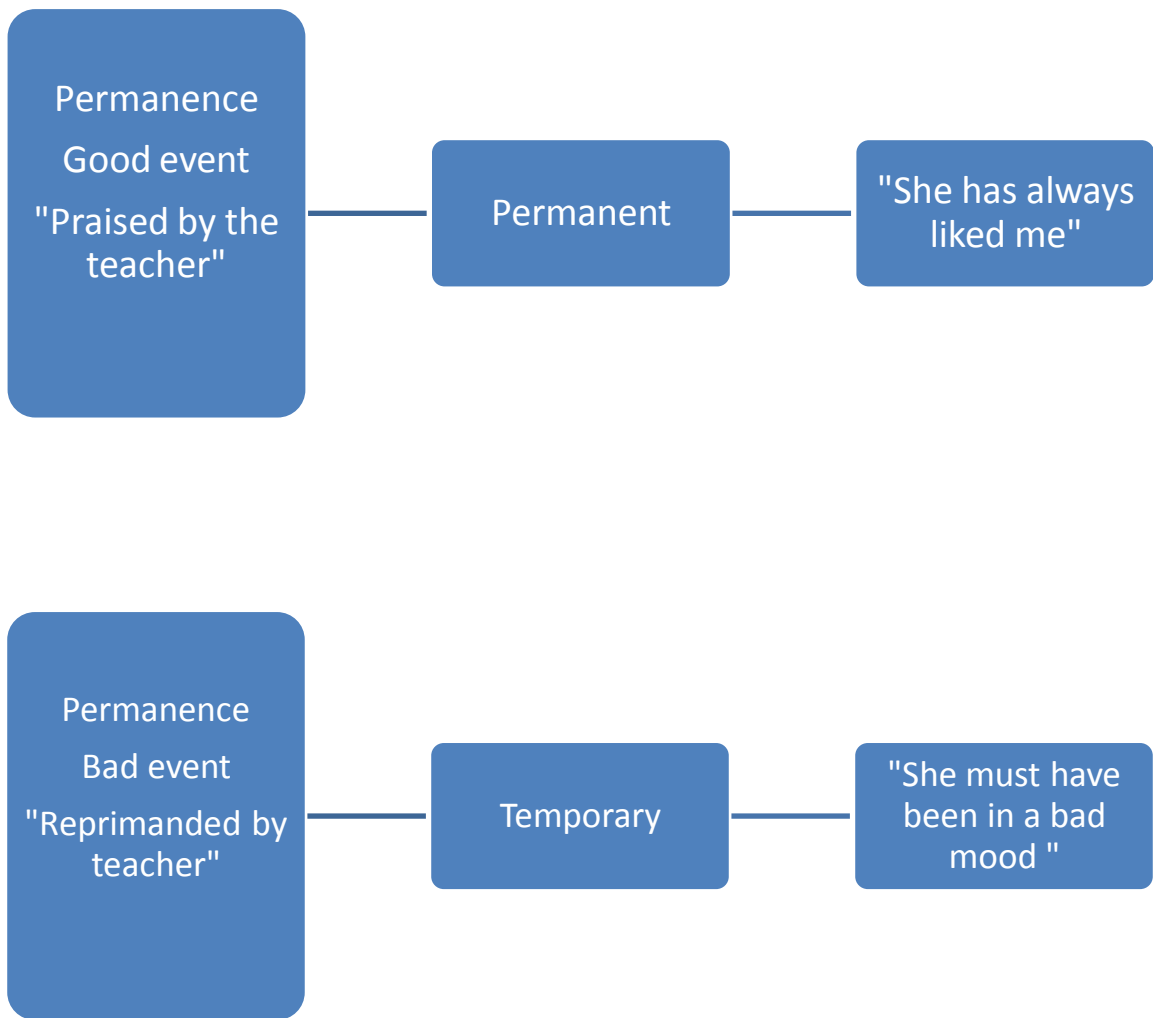 Permanence
Good event
"Praised by the
teacher"
Permanent
"She has always
liked me"
Permanence
Bad event
"Reprimanded by
teacher"
Temporary
"She must have
been in a bad
mood "